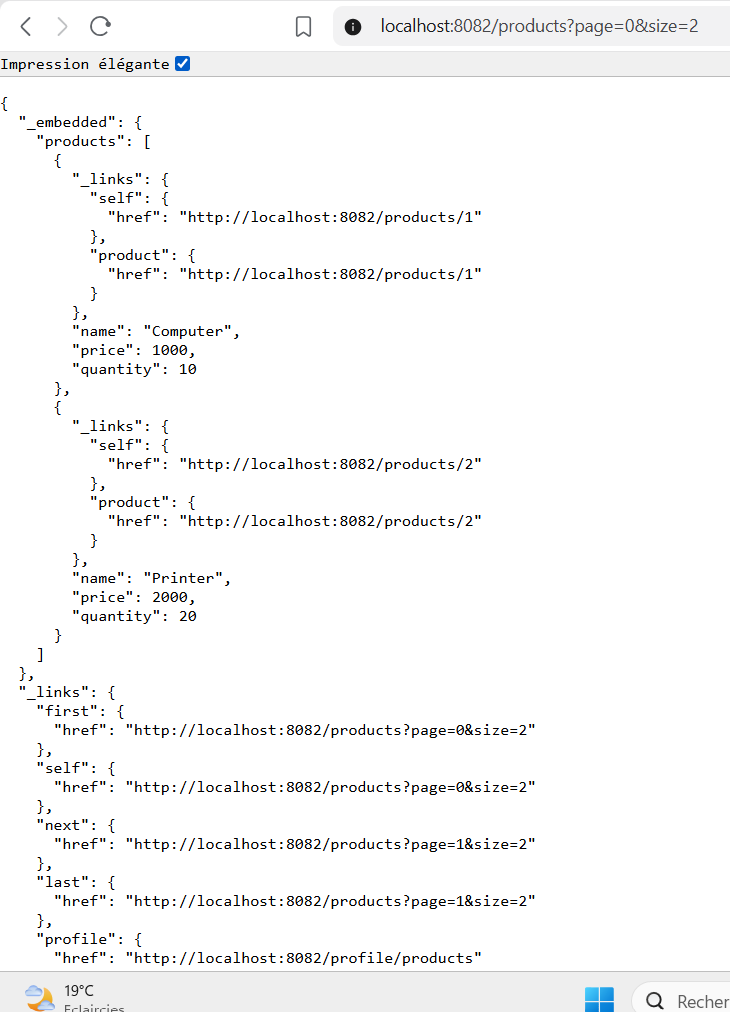 localhost:8082/products?page=0&size=2
Impression élégante
{
  "_embedded": {
    "products": [
      {
        "_links": {
          "self": {
            "href": "http://localhost:8082/products/1"
          },
          "product": {
            "href": "http://localhost:8082/products/1"
          }
        },
        "name": "Computer",
        "price": 1000,
        "quantity": 10
      },
      {
        "_links": {
          "self": {
            "href": "http://localhost:8082/products/2"
          },
          "product": {
            "href": "http://localhost:8082/products/2"
          }
        },
        "name": "Printer",
        "price": 2000,
        "quantity": 20
      }
    ]
  },
  "_links": {
    "first": {
      "href": "http://localhost:8082/products?page=0&size=2"
    },
    "self": {
      "href": "http://localhost:8082/products?page=0&size=2"
    },
    "next": {
      "href": "http://localhost:8082/products?page=1&size=2"
    },
    "last": {
      "href": "http://localhost:8082/products?page=1&size=2"
    },
    "profile": {
      "href": "http://localhost:8082/profile/products"
19°C
Eclaircies
Recher